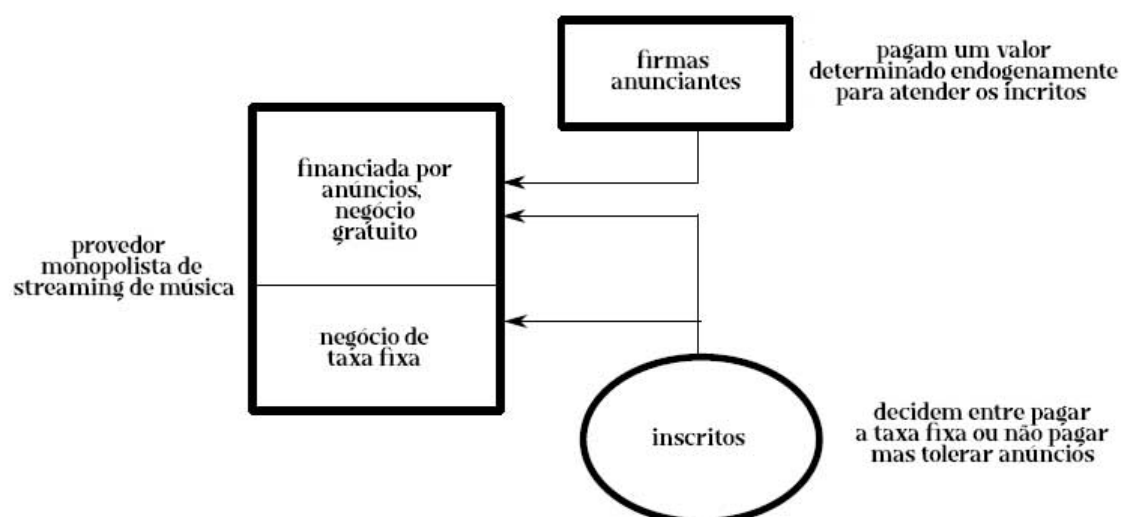 firmas
anunciantes
pagam um valor
determinado endogenamente
para atender os incritos
financiada por
anúncios,
negócio
gratuito
provedor
monopolista de
streaming de música
negócio de
taxa fixa
inscritos
decidem entre pagar
a taxa fixa ou não pagar
mas tolerar anúncios